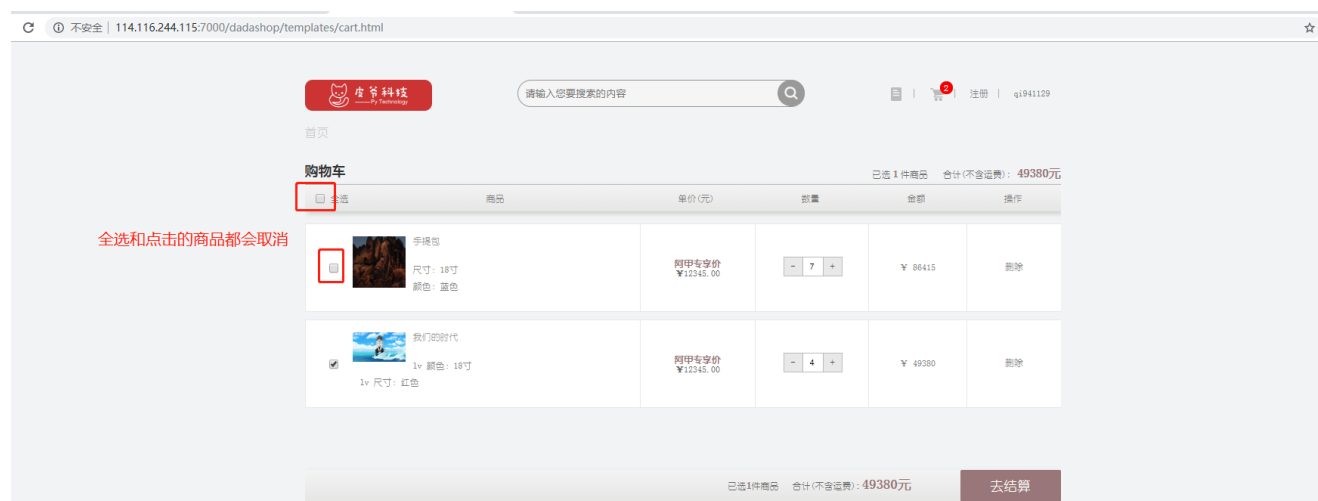 不安全 | 114.116.244.115:7000/dadashop/templates/cart.html
皮爷科技
Py Technology
请输入您要搜素的内容
2
注册 | qi941129
首页
购物车
已选 1 件商品 合计(不含运费): 49380元
全选 商品 单价(元) 数量 金额 操作
全选和点击的商品都会取消
手提包
尺寸: 18寸
颜色: 蓝色
阿甲专享价
¥12345.00
- 7 +
¥ 86415
删除
我们的时代
lv 颜色: 18寸
lv 尺寸: 红色
阿甲专享价
¥12345.00
- 4 +
¥ 49380
删除
已选1件商品 合计(不含运费): 49380元
去结算